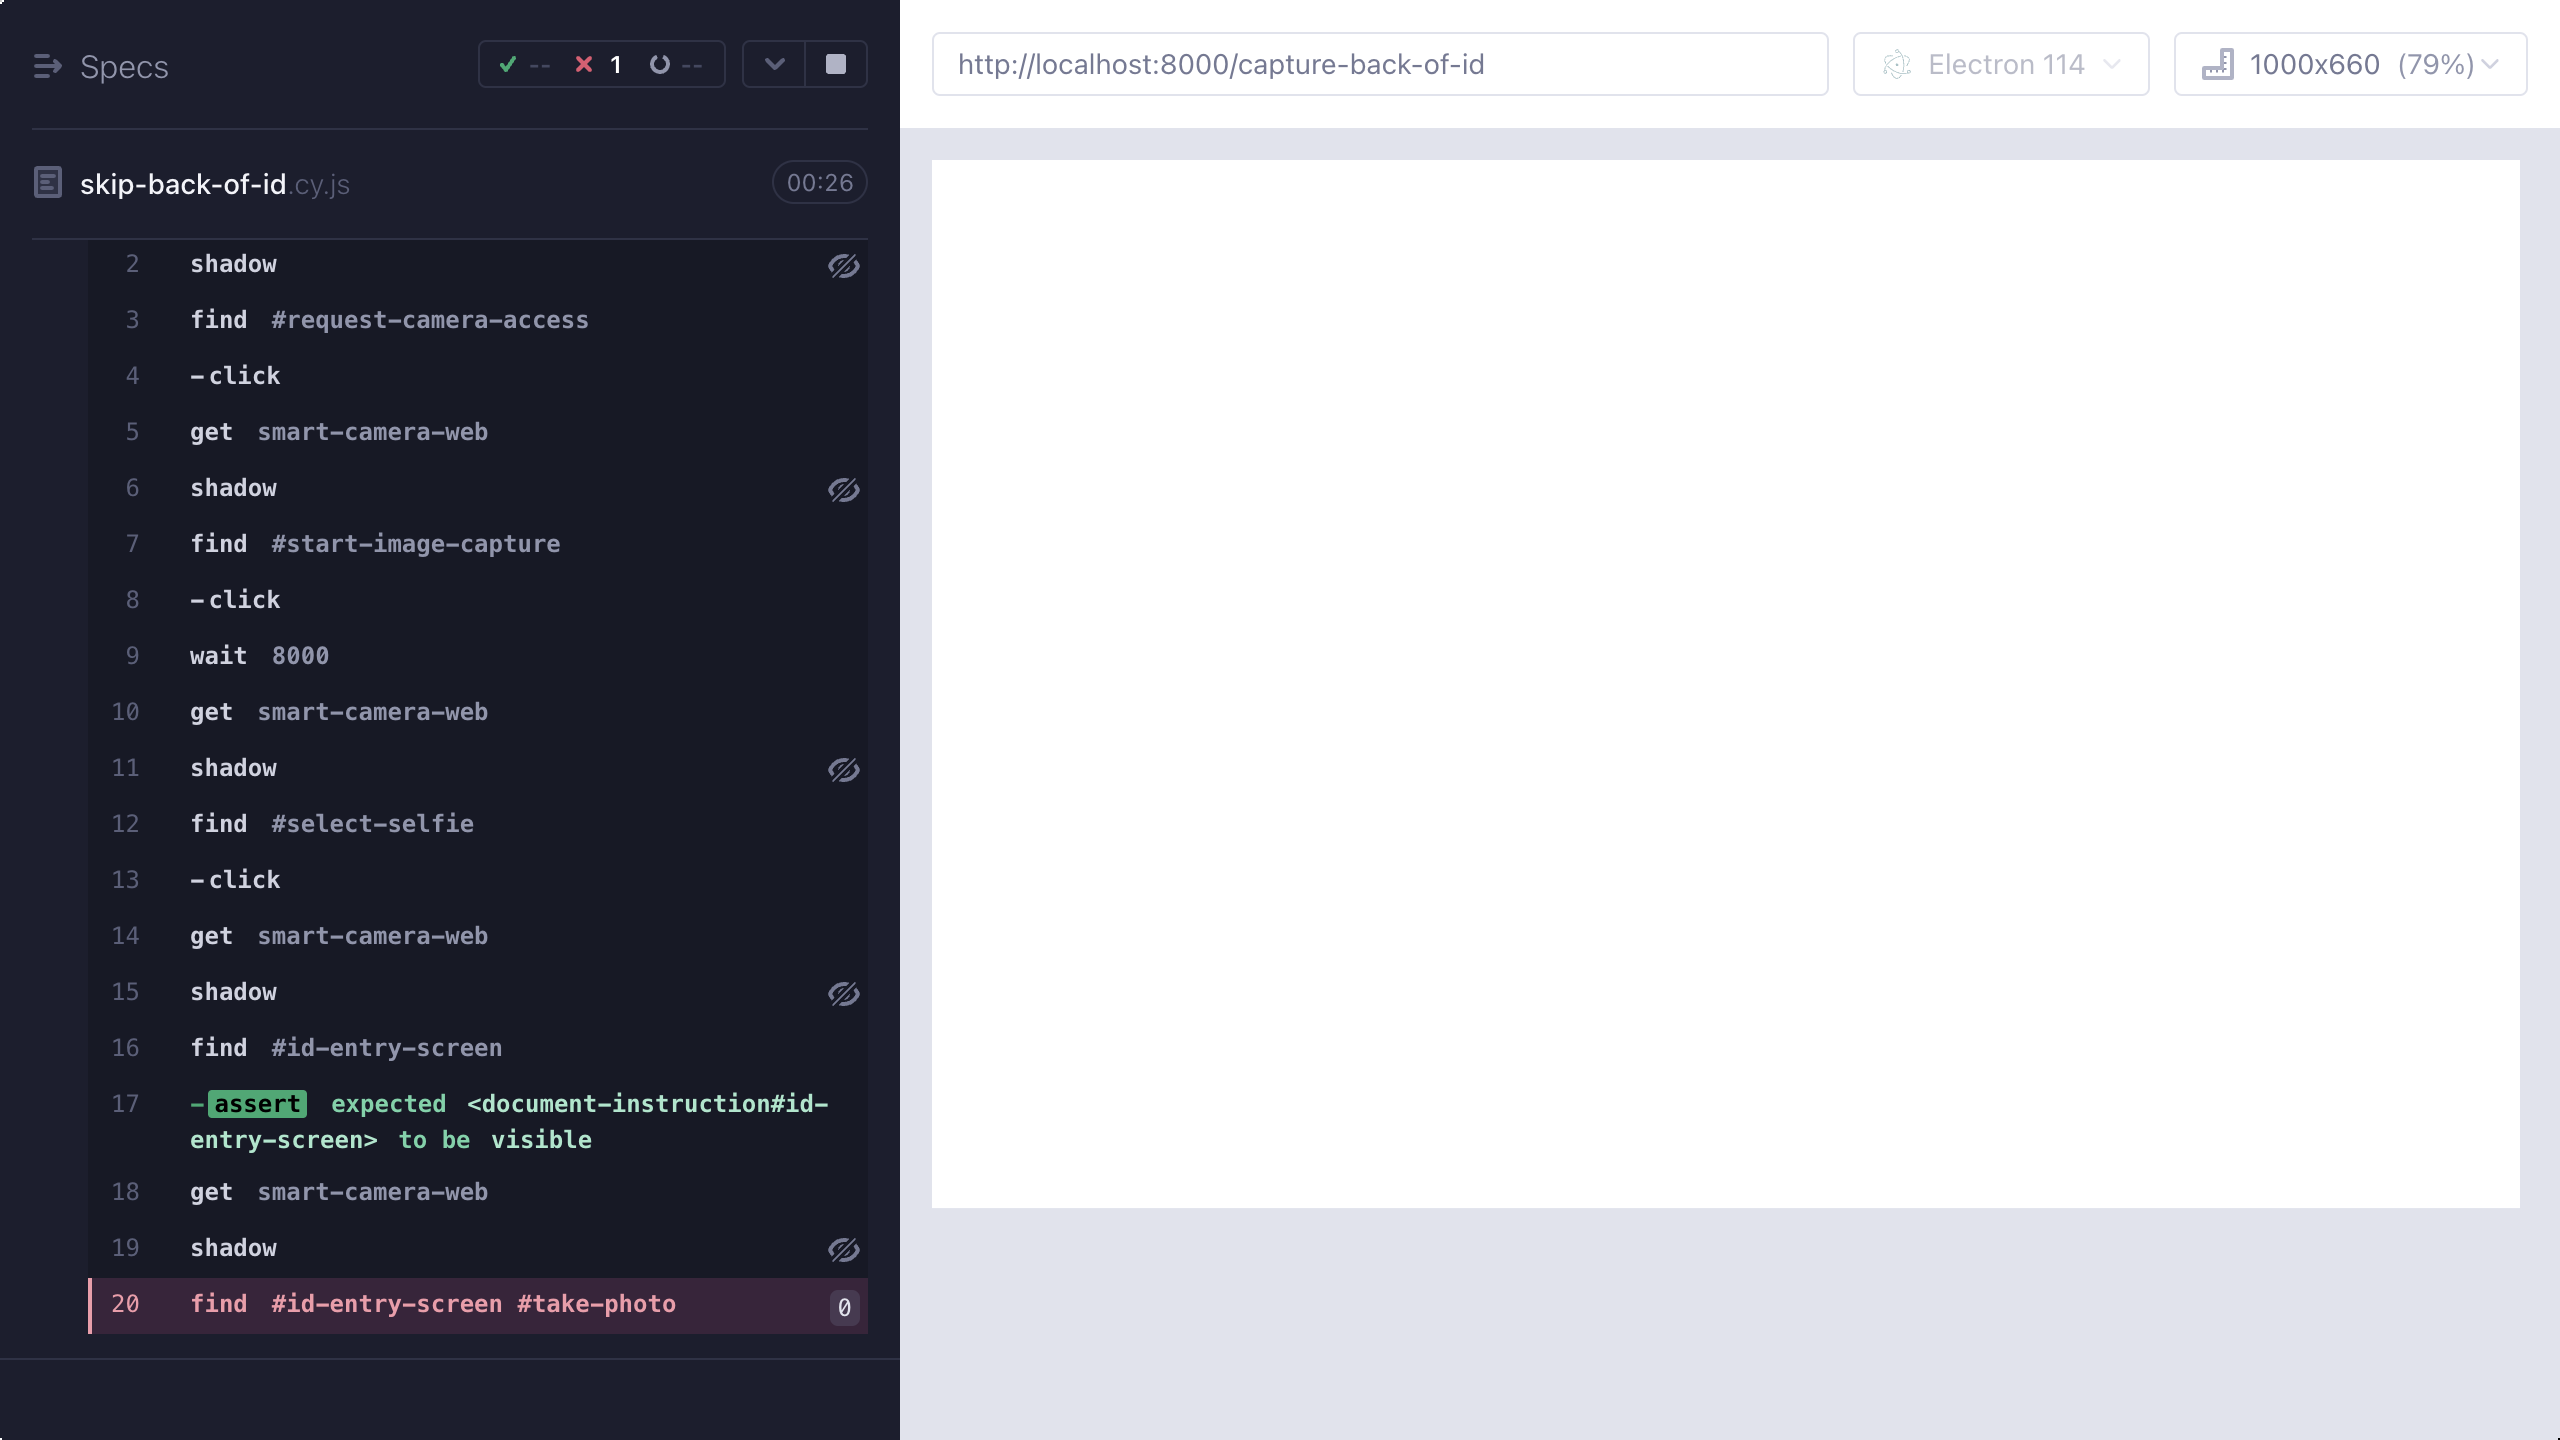 Specs
-- 1 --
skip-back-of-id.cy.js
00:26
2 shadow
3 find #request-camera-access
4 -click
5 get smart-camera-web
6 shadow
7 find #start-image-capture
8 -click
9 wait 8000
10 get smart-camera-web
11 shadow
12 find #select-selfie
13 -click
14 get smart-camera-web
15 shadow
16 find #id-entry-screen
17 -assert expected <document-instruction#id-
entry-screen> to be visible
18 get smart-camera-web
19 shadow
20 find #id-entry-screen #take-photo 0
http://localhost:8000/capture-back-of-id
Electron 114
1000x660 (79%)